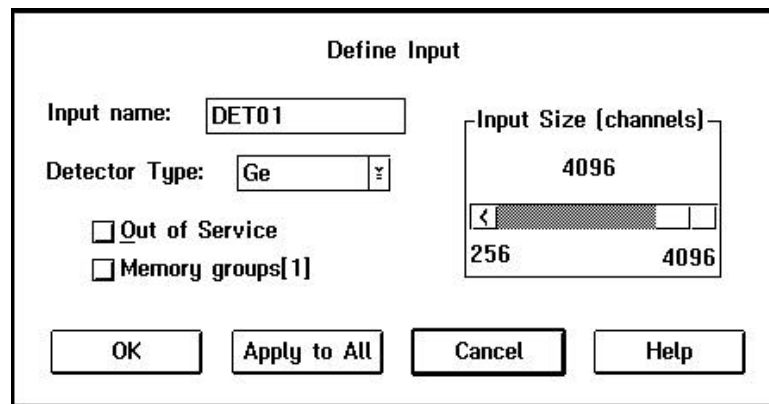 Define Input
Input name: DET01
Detector Type: Ge
Out of Service
Memory groups[1]
Input Size (channels)
4096
256 4096
OK Apply to All Cancel Help